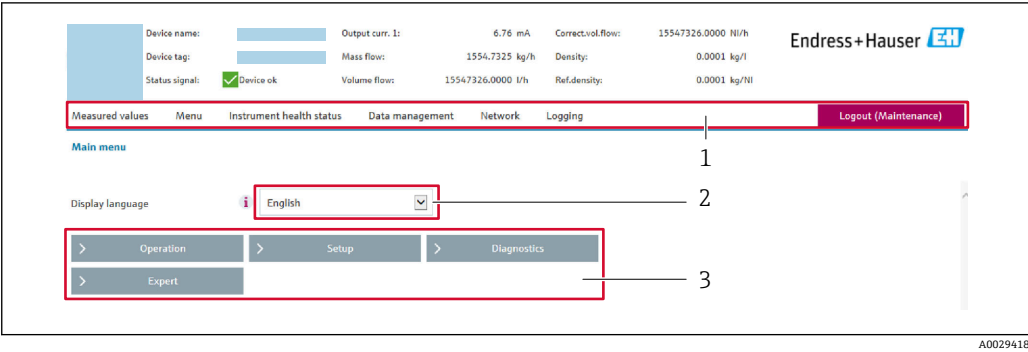 Device name: Output curr. 1: 6.76 mA Correct.vol.flow: 15547326.0000 Nl/h
Endress+Hauser EH
Device tag: Mass flow: 1554.7325 kg/h Density: 0.0001 kg/l
Status signal: Device ok Volume flow: 15547326.0000 l/h Ref.density: 0.0001 kg/Nl
Measured values Menu Instrument health status Data management Network Logging Logout (Maintenance)
1
Main menu
Display language i English 2
> Operation > Setup > Diagnostics
> Expert 3
A0029418